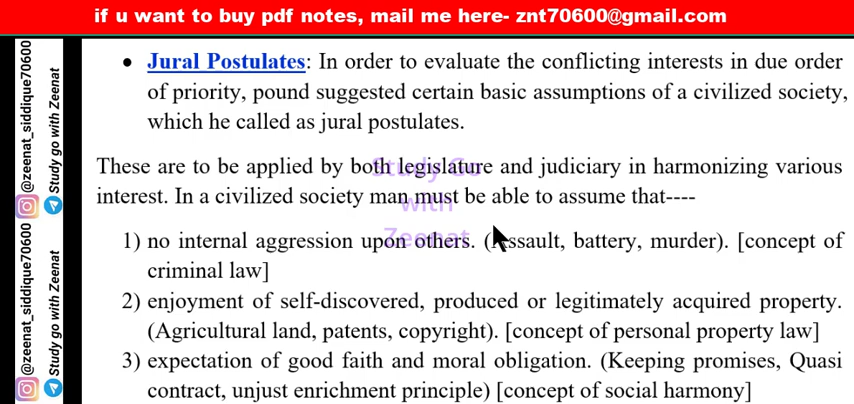 if u want to buy pdf notes, mail me here- znt70600@gmail.com
@zeenat_siddique70600
Study go with Zeenat
@zeenat_siddique70600
Study go with Zeenat
• Jural Postulates: In order to evaluate the conflicting interests in due order
of priority, pound suggested certain basic assumptions of a civilized society,
which he called as jural postulates.
These are to be applied by both legislature and judiciary in harmonizing various
interest. In a civilized society man must be able to assume that----
Study Go
with
Zeenat
1) no internal aggression upon others. (Assault, battery, murder). [concept of
criminal law]
2) enjoyment of self-discovered, produced or legitimately acquired property.
(Agricultural land, patents, copyright). [concept of personal property law]
3) expectation of good faith and moral obligation. (Keeping promises, Quasi
contract, unjust enrichment principle) [concept of social harmony]